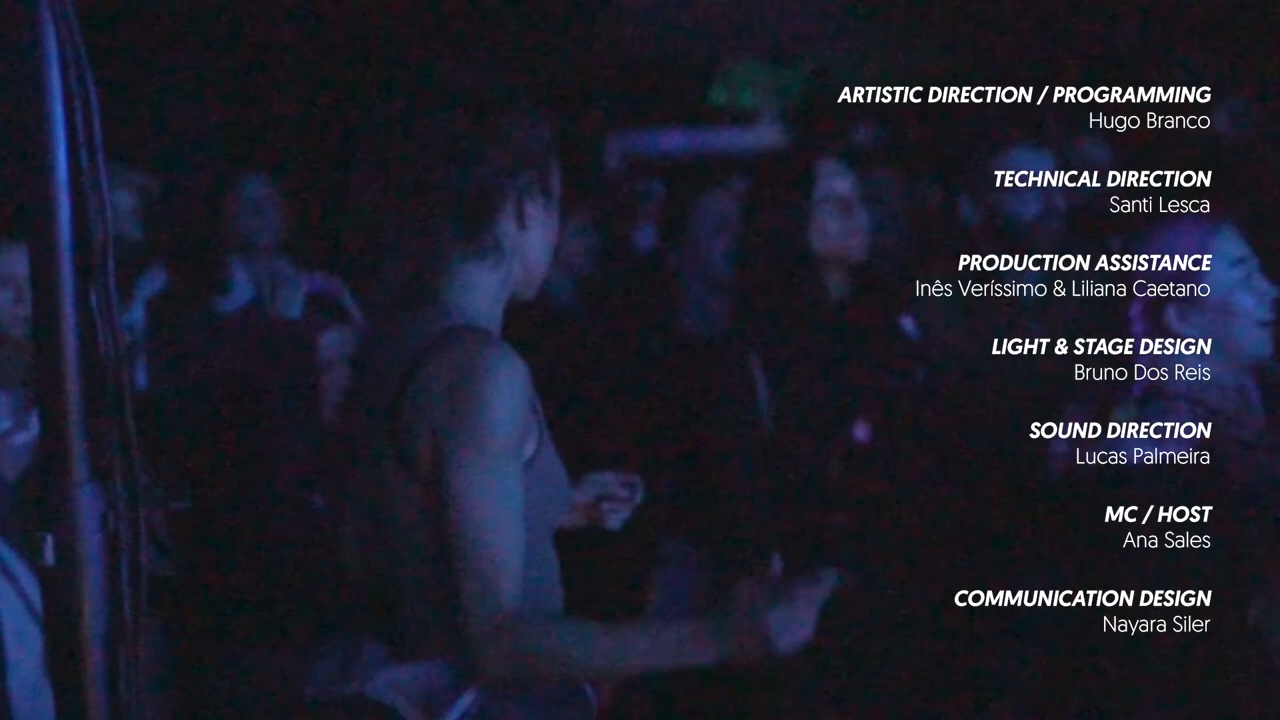 ARTISTIC DIRECTION / PROGRAMMING
Hugo Branco
TECHNICAL DIRECTION
Santi Lesca
PRODUCTION ASSISTANCE
Inês Veríssimo & Liliana Caetano
LIGHT & STAGE DESIGN
Bruno Dos Reis
SOUND DIRECTION
Lucas Palmeira
MC / HOST
Ana Sales
COMMUNICATION DESIGN
Nayara Siler